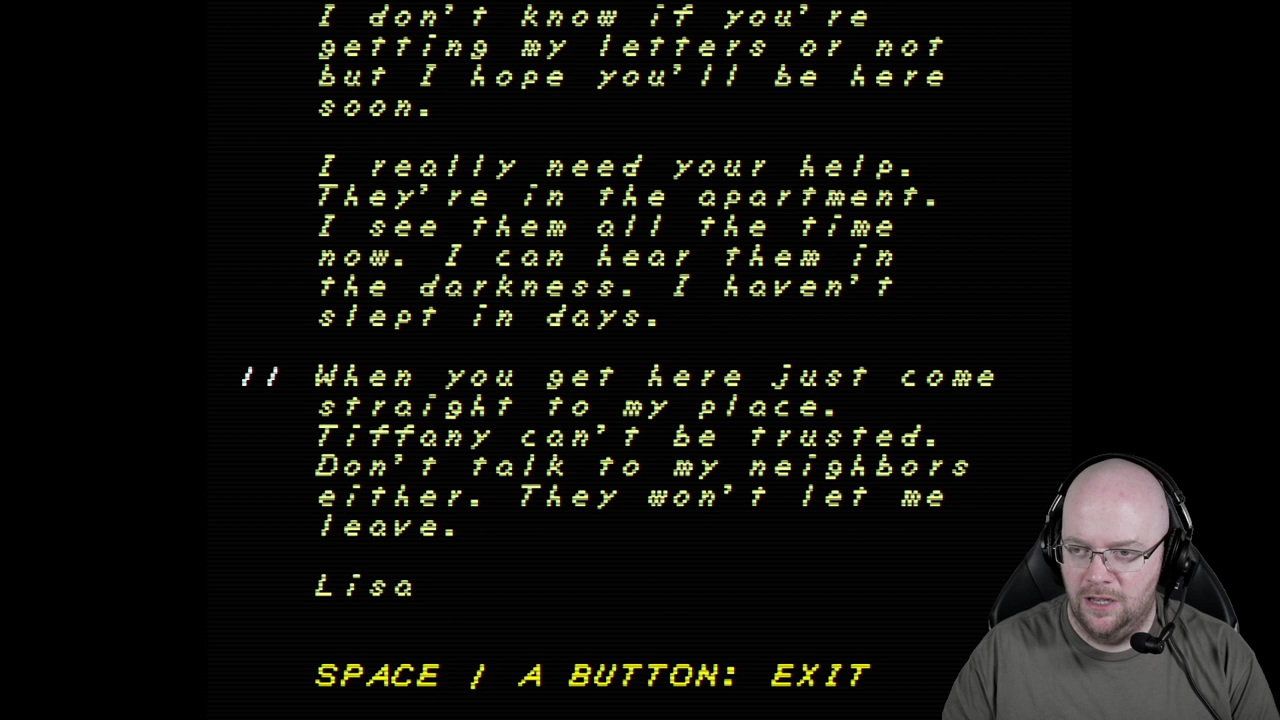 I don't know if you're
getting my letters or not
but I hope you'll be here
soon.
I really need your help.
They're in the apartment.
I see them all the time
now. I can hear them in
the darkness. I haven't
slept in days.
// When you get here just come
straight to my place.
Tiffany can't be trusted.
Don't talk to my neighbors
either. They won't let me
leave.
Lisa
SPACE / A BUTTON: EXIT